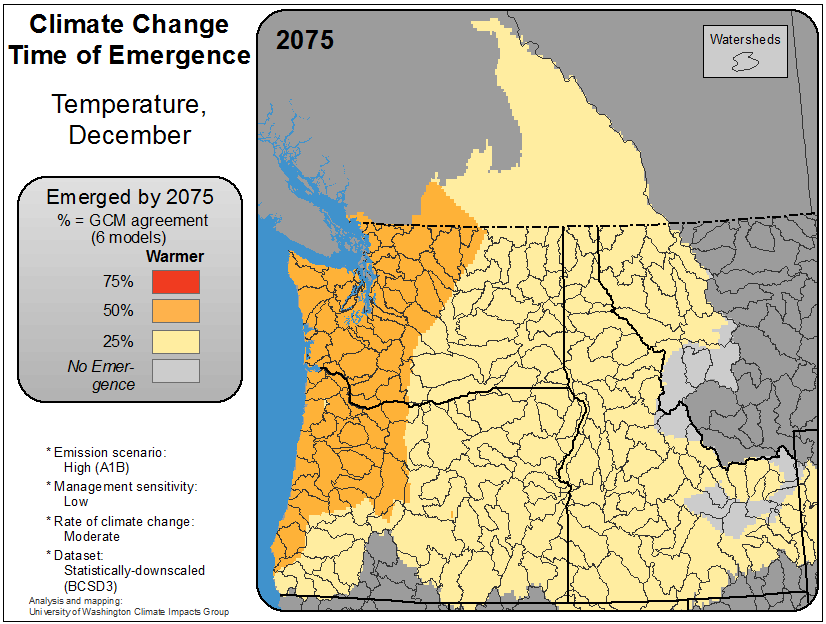 Climate Change
Time of Emergence
Temperature,
December
Emerged by 2075
% = GCM agreement
(6 models)
Warmer
75%
50%
25%
No Emer-
gence
* Emission scenario:
High (A1B)
* Management sensitivity:
Low
* Rate of climate change:
Moderate
* Dataset:
Statistically-downscaled
(BCSD3)
Analysis and mapping:
University of Washington Climate Impacts Group
2075
Watersheds